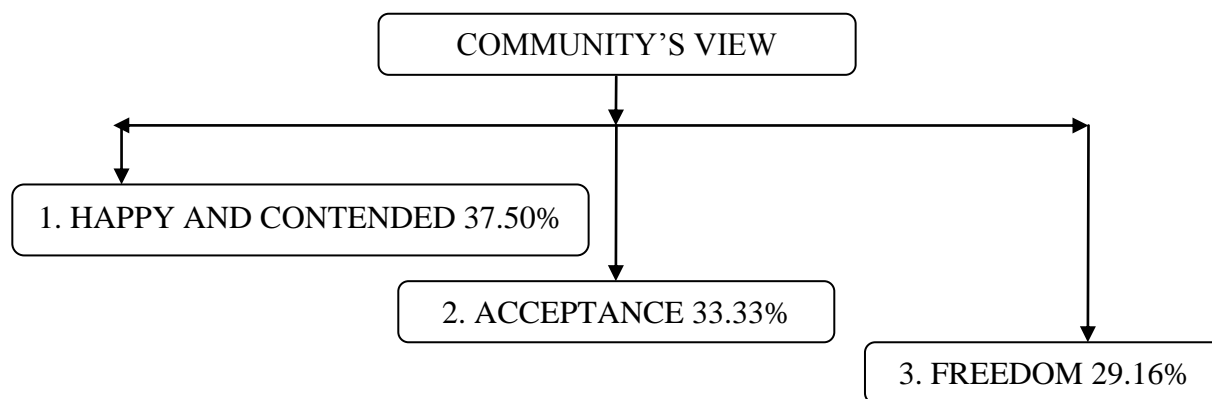 COMMUNITY’S VIEW
1. HAPPY AND CONTENDED 37.50%
2. ACCEPTANCE 33.33%
3. FREEDOM 29.16%